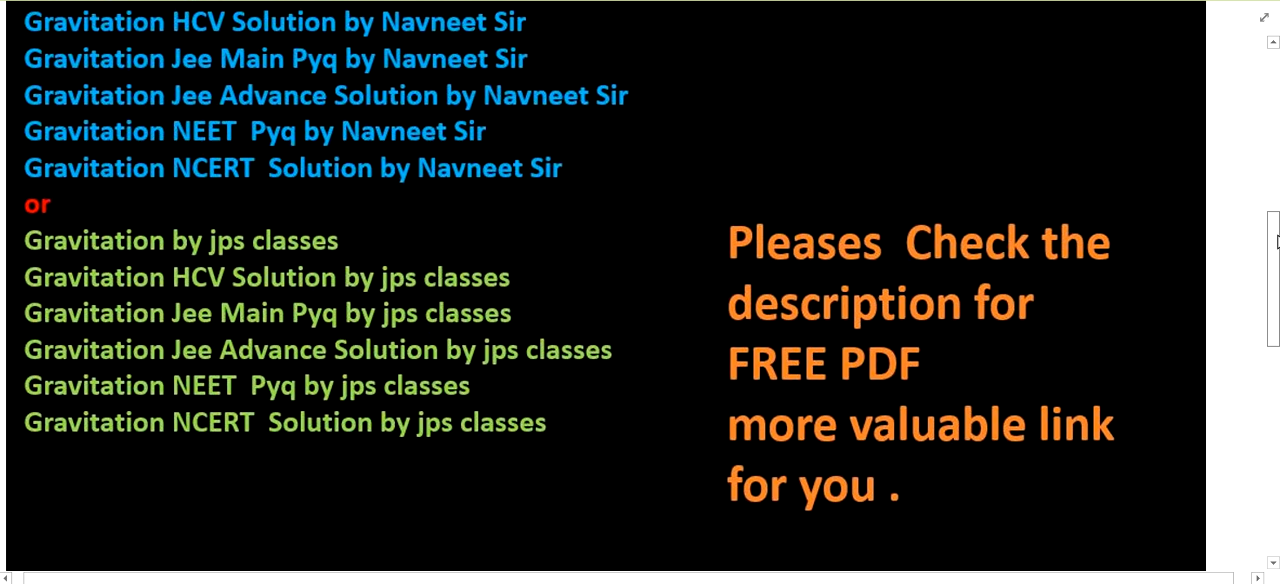 Gravitation HCV Solution by Navneet Sir
Gravitation Jee Main Pyq by Navneet Sir
Gravitation Jee Advance Solution by Navneet Sir
Gravitation NEET  Pyq by Navneet Sir
Gravitation NCERT  Solution by Navneet Sir
or
Gravitation by jps classes
Gravitation HCV Solution by jps classes
Gravitation Jee Main Pyq by jps classes
Gravitation Jee Advance Solution by jps classes
Gravitation NEET  Pyq by jps classes
Gravitation NCERT  Solution by jps classes
Pleases  Check the
description for
FREE PDF
more valuable link
for you .